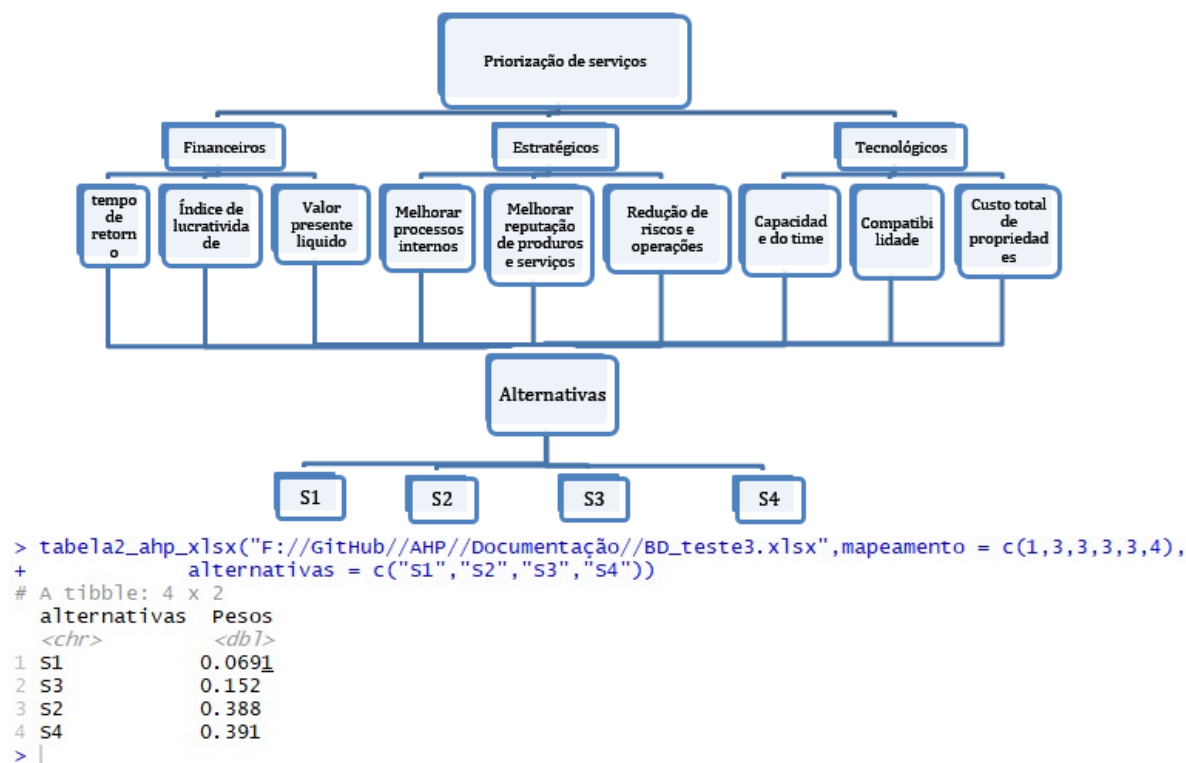 Priorização de serviços
Financeiros
Estratégicos
Tecnológicos
tempo
de
retorn
o
Índice de
lucrativida
de
Valor
presente
liquido
Melhorar
processos
internos
Melhorar
reputação
de produros
e serviços
Redução de
riscos e
operações
Capacidad
e do time
Compatibi
lidade
Custo total
de
propriedad
es
Alternativas
S1
S2
S3
S4
> tabela2_ahp_xlsx("F://GitHub//AHP//Documentação//BD_teste3.xlsx",mapeamento = c(1,3,3,3,3,4),
+ alternativas = c("S1","S2","S3","S4"))
# A tibble: 4 x 2
alternativas Pesos
<chr> <dbl>
1 S1 0.0691
2 S3 0.152
3 S2 0.388
4 S4 0.391
>